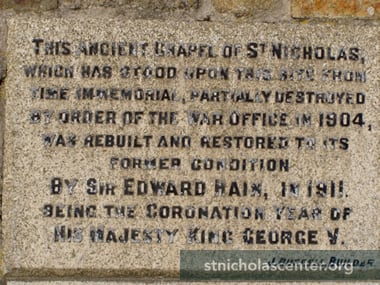 THIS ANCIENT CHAPEL OF ST NICHOLAS,
WHICH HAS STOOD UPON THIS SITE FROM
TIME IMMEMORIAL, PARTIALLY DESTROYED
BY ORDER OF THE WAR OFFICE IN 1904,
WAS REBUILT AND RESTORED TO ITS
FORMER CONDITION
BY SIR EDWARD HAIN, IN 1911.
BEING THE CORONATION YEAR OF
HIS MAJESTY KING GEORGE V.
J. RUSSELL, BUILDER.
stnicholascenter.org